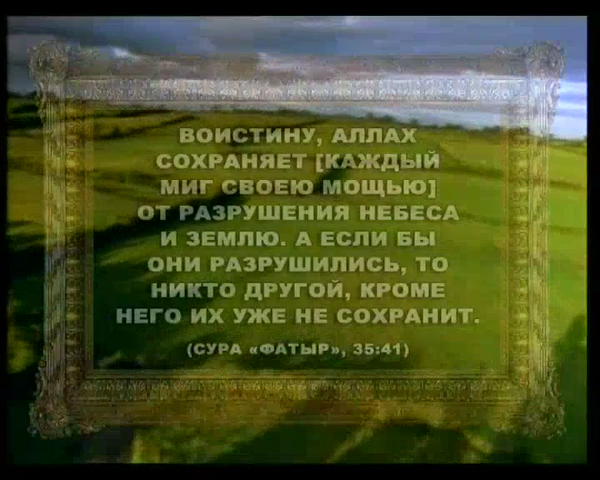 ВОИСТИНУ, АЛЛАХ
СОХРАНЯЕТ [КАЖДЫЙ
МИГ СВОЕЮ МОЩЬЮ]
ОТ РАЗРУШЕНИЯ НЕБЕСА
И ЗЕМЛЮ. А ЕСЛИ БЫ
ОНИ РАЗРУШИЛИСЬ, ТО
НИКТО ДРУГОЙ, КРОМЕ
НЕГО ИХ УЖЕ НЕ СОХРАНИТ.
(СУРА «ФАТЫР», 35:41)